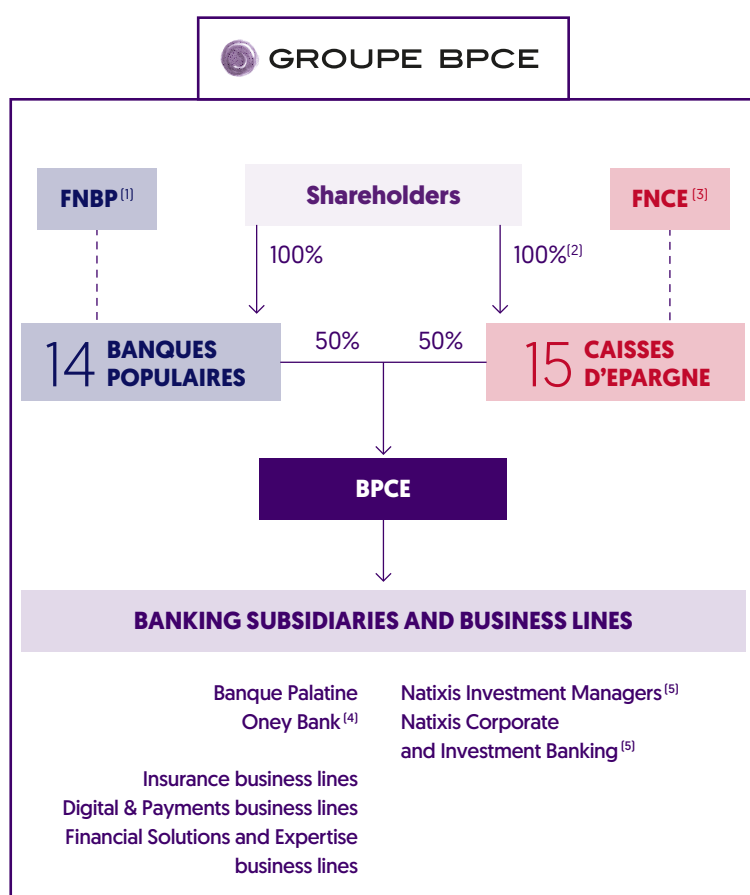 GROUPE BPCE
FNBP (1)
Shareholders
FNCE (3)
100%
100%(2)
14 BANQUES
POPULAIRES
50%
50%
15 CAISSES
D'EPARGNE
BPCE
BANKING SUBSIDIARIES AND BUSINESS LINES
Banque Palatine
Oney Bank (4)
Insurance business lines
Digital & Payments business lines
Financial Solutions and Expertise
business lines
Natixis Investment Managers (5)
Natixis Corporate
and Investment Banking (5)